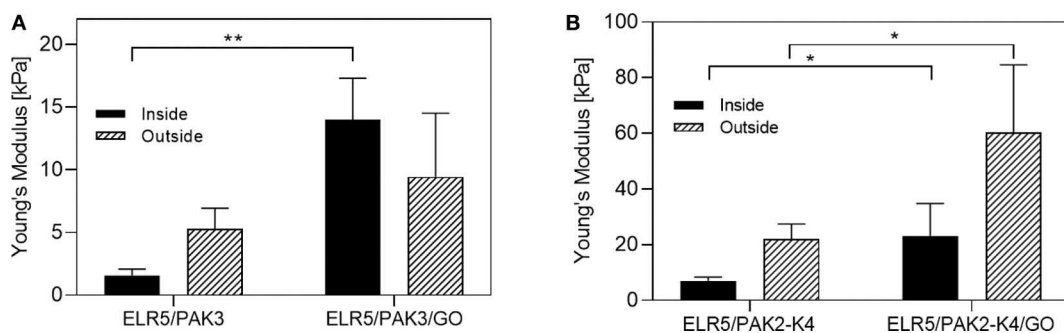 A
Young's Modulus [kPa]
20
15
10
5
0
**
Inside
Outside
ELR5/PAK3
ELR5/PAK3/GO
B
Young's Modulus [kPa]
100
80
60
40
20
0
*
*
Inside
Outside
ELR5/PAK2-K4
ELR5/PAK2-K4/GO